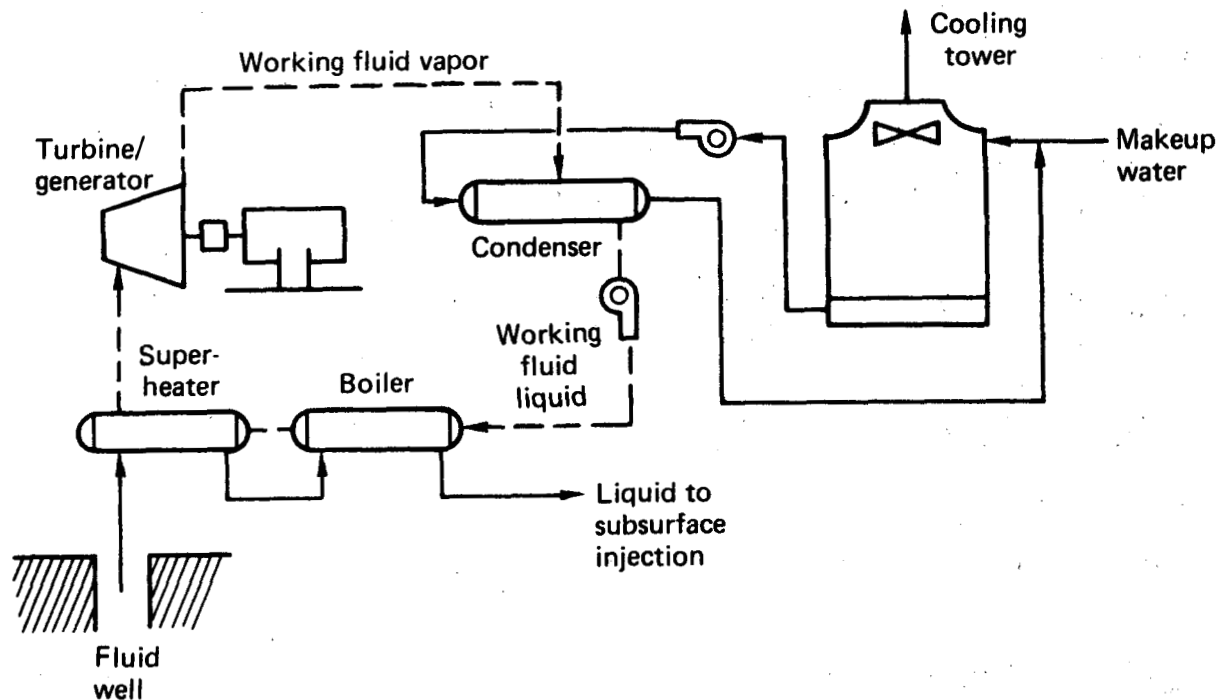 Cooling
tower
Working fluid vapor
Turbine/
generator
Makeup
water
Condenser
Super-
heater
Boiler
Working
fluid
liquid
Liquid to
subsurface
injection
Fluid
well